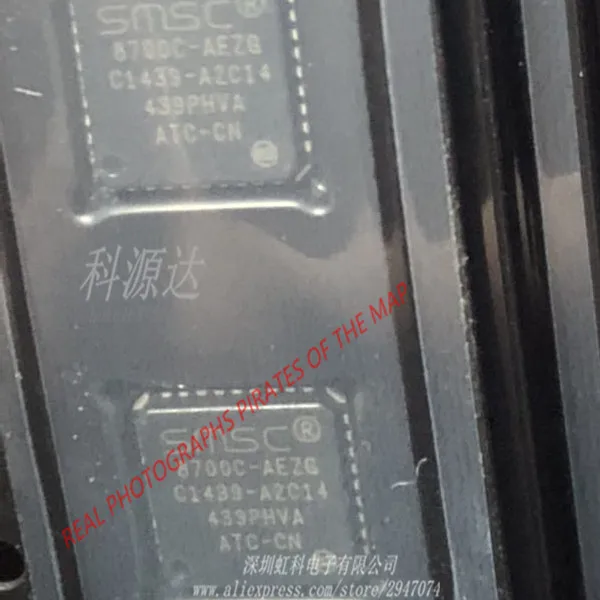 SMSC®
8700C-AEZG
C1439-A2C14
439PHVA
ATC-CN
科源达
REAL PHOTOGRAPHS PIRATES OF THE MAP
SMSC®
8700C-AEZG
C1439-A2C14
439PHVA
ATC-CN
深圳虹科电子有限公司
www.aliexpress.com/store/2947074